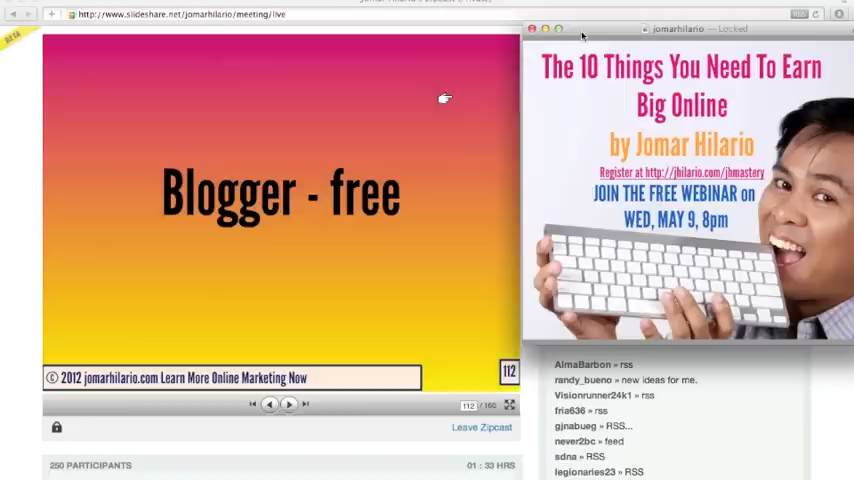 http://www.slideshare.net/jomarhilario/meeting/live
RSS
BETA
jomarhilario — Locked
Blogger - free
© 2012 jomarhilario.com Learn More Online Marketing Now
112
The 10 Things You Need To Earn
Big Online
by Jomar Hilario
Register at http://jhilario.com/jhmastery
JOIN THE FREE WEBINAR on
WED, MAY 9, 8pm
112 / 160
Leave Zipcast
250 PARTICIPANTS
01 : 33 HRS
AlmaBarbon » rss
randy_bueno » new ideas for me.
Visionrunner24k1 » rss
fria636 » rss
gjnabueg » RSS...
never2bc » feed
sdna » RSS
legionaries23 » RSS